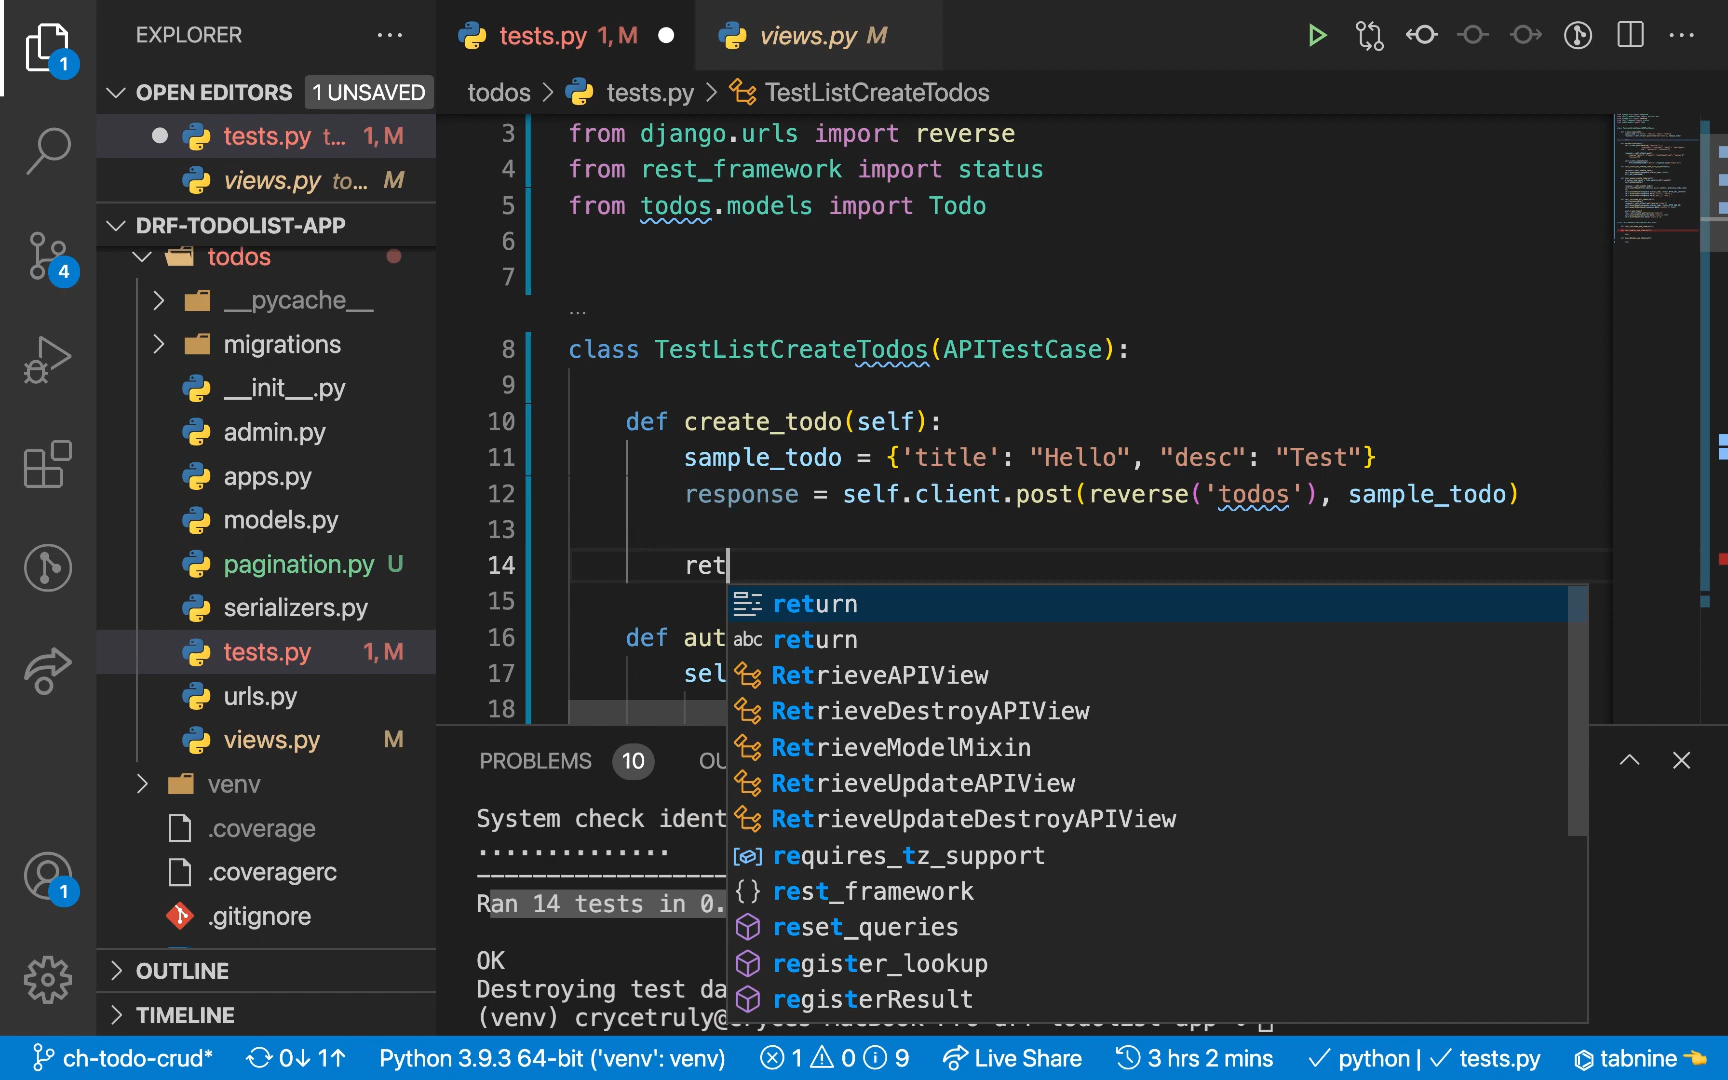 EXPLORER
1
OPEN EDITORS 1 UNSAVED
tests.py t... 1, M
views.py to... M
DRF-TODOLIST-APP
todos
__pycache__
migrations
__init__.py
admin.py
apps.py
models.py
pagination.py U
serializers.py
tests.py 1, M
urls.py
views.py M
venv
.coverage
.coveragerc
.gitignore
OUTLINE
TIMELINE
4
1
tests.py 1, M
views.py M
todos > tests.py > TestListCreateTodos
3 from django.urls import reverse
4 from rest_framework import status
5 from todos.models import Todo
6
7
...
8 class TestListCreateTodos(APITestCase):
9
10 def create_todo(self):
11 sample_todo = {'title': "Hello", "desc": "Test"}
12 response = self.client.post(reverse('todos'), sample_todo)
13
14 ret
15
16 def aut
17 sel
18
return
abc return
RetrieveAPIView
RetrieveDestroyAPIView
RetrieveModelMixin
RetrieveUpdateAPIView
RetrieveUpdateDestroyAPIView
requires_tz_support
{} rest_framework
reset_queries
register_lookup
registerResult
PROBLEMS 10 OU
System check ident
..............
Ran 14 tests in 0.
OK
Destroying test da
(venv) crycetruly@
ch-todo-crud* 0↓ 1↑ Python 3.9.3 64-bit ('venv': venv) 1 0 9 Live Share 3 hrs 2 mins ✓ python | ✓ tests.py tabnine 👈